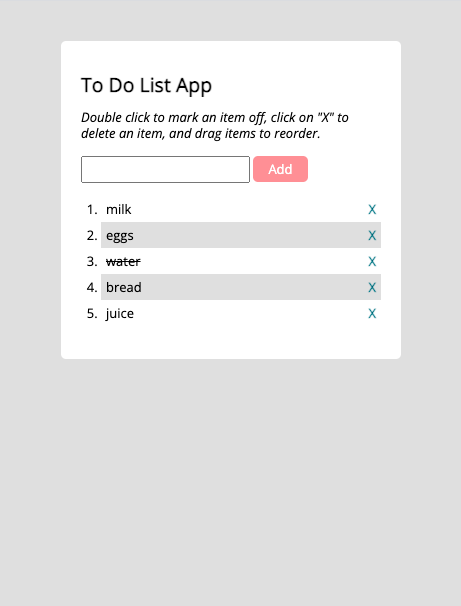 To Do List App
Double click to mark an item off, click on "X" to
delete an item, and drag items to reorder.
Add
1. milk X
2. eggs X
3. water X
4. bread X
5. juice X